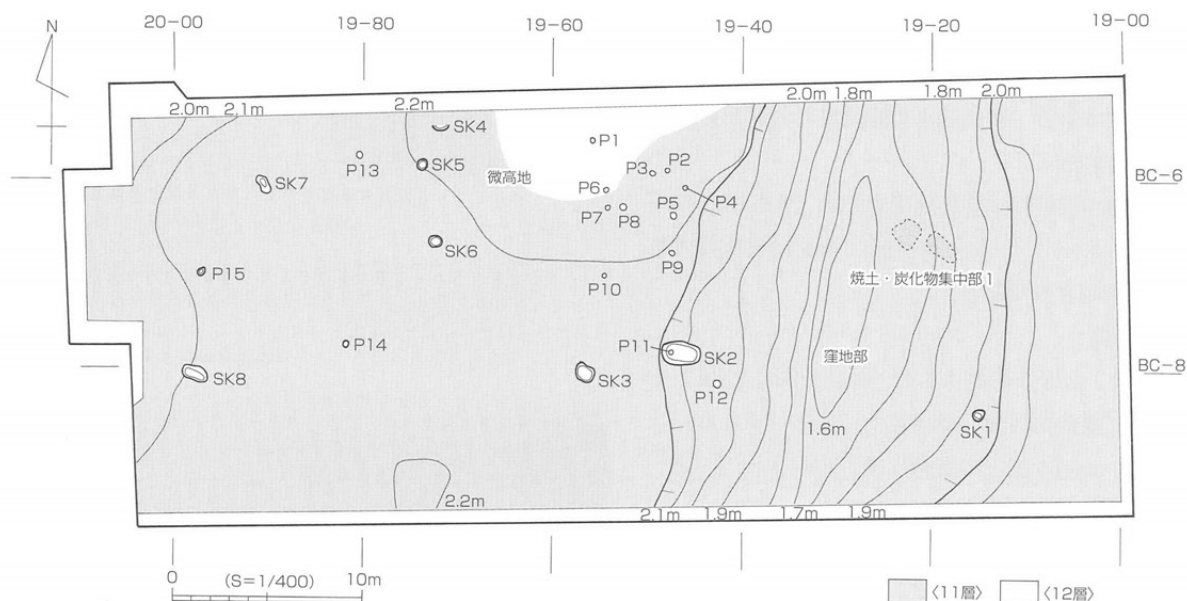 N
20-00 19-80 19-60 19-40 19-20 19-00
2.0m 2.1m 2.2m 2.0m 1.8m 1.8m 2.0m
SK4
P1
P13 SK5 P3 P2 BC-6
SK7 微高地 P6 P4
P7 P8 P5
SK6
P15 P10 P9 焼土・炭化物集中部1
P14 P11 SK2 窪地部
SK8 SK3 P12 BC-8
1.6m SK1
2.2m 2.1m 1.9m 1.7m 1.9m
0 (S=1/400) 10m
〈11層〉 〈12層〉